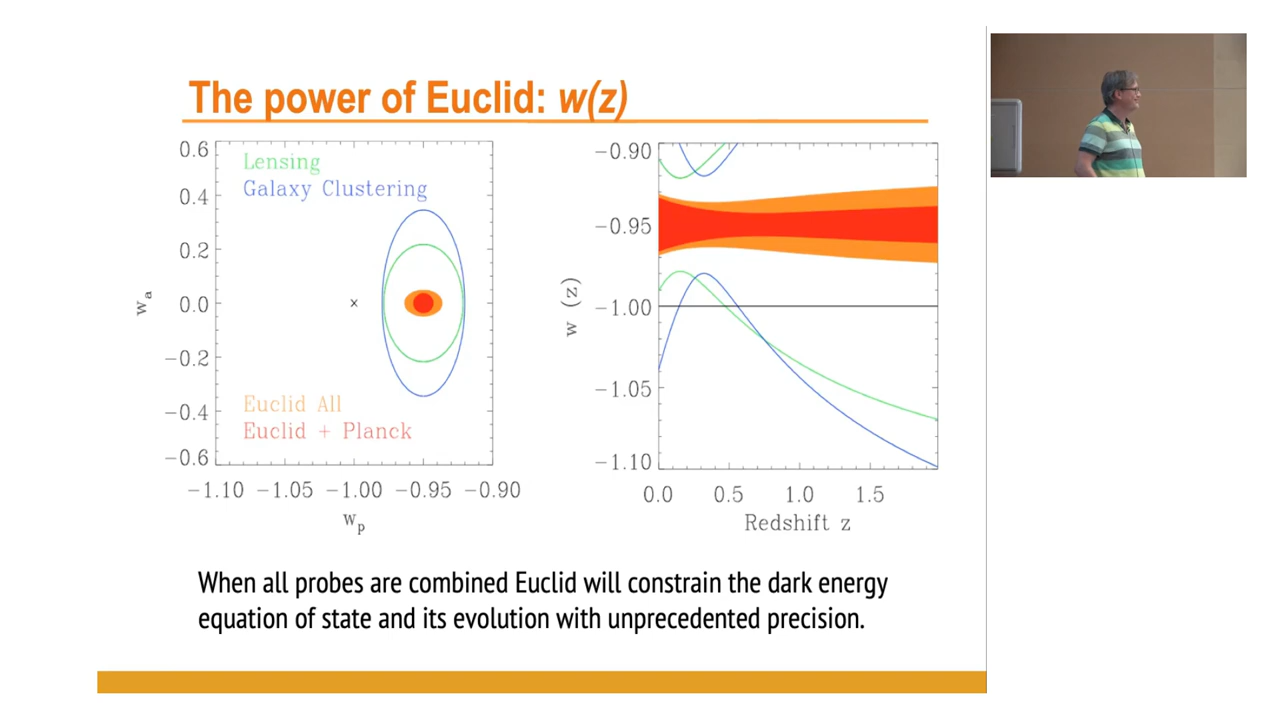 The power of Euclid: w(z)
0.6
0.4
0.2
0.0
−0.2
−0.4
−0.6
w_a
Lensing
Galaxy Clustering
Euclid All
Euclid + Planck
−1.10 −1.05 −1.00 −0.95 −0.90
w_p
−0.90
−0.95
−1.00
−1.05
−1.10
w (z)
0.0 0.5 1.0 1.5
Redshift z
When all probes are combined Euclid will constrain the dark energy
equation of state and its evolution with unprecedented precision.